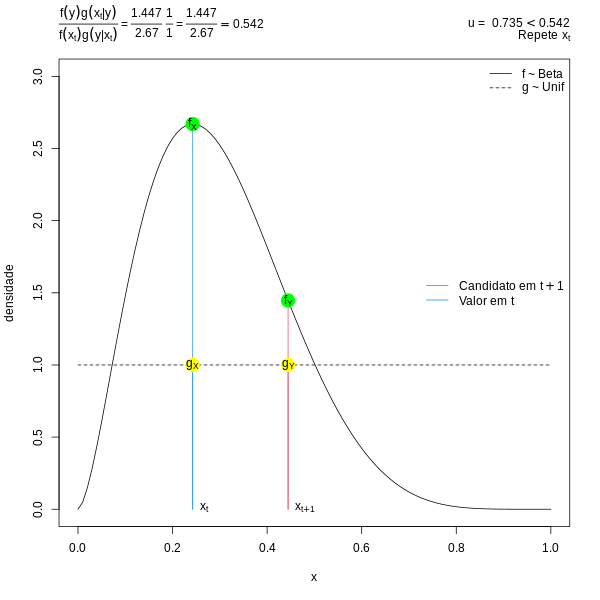 f(y)g(xt|y) / f(xt)g(y|xt) = 1.447/2.67 1/1 = 1.447/2.67 = 0.542
u = 0.735 < 0.542
Repete xt
f ~ Beta
g ~ Unif
fX
fY
Candidato em t + 1
Valor em t
gX
gY
xt
xt+1
densidade
3.0
2.5
2.0
1.5
1.0
0.5
0.0
0.0 0.2 0.4 0.6 0.8 1.0
x